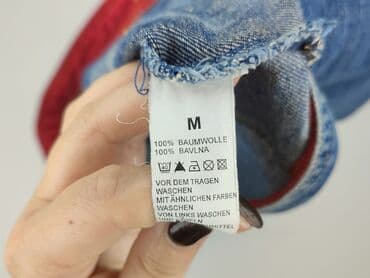 M
100% BAUMWOLLE
100% BAVLNA
VOR DEM TRAGEN
WASCHEN
MIT ÄHNLICHEN FARBEN
WASCHEN
VON LINKS WASCHEN